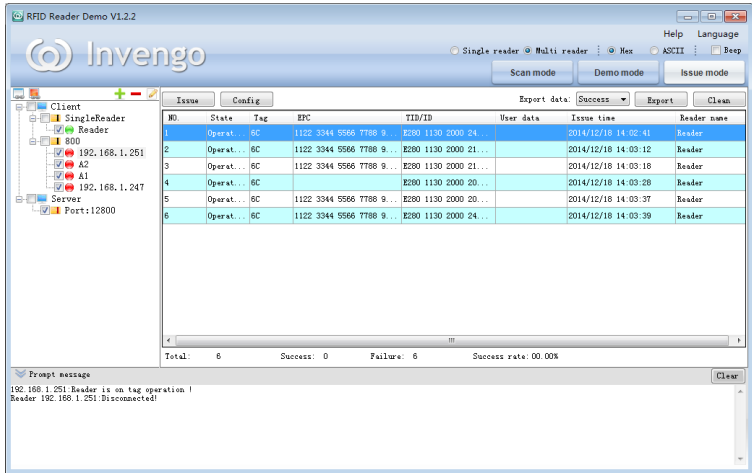 RFID Reader Demo V1.2.2
Help Language
Invengo
Single reader Multi reader Hex ASCII Beep
Scan mode Demo mode Issue mode
Client
SingleReader
Reader
800
192.168.1.251
A2
A1
192.168.1.247
Server
Port:12800
Issue Config Export data: Success Export Clean
NO. State Tag EPC TID/ID User data Issue time Reader name
1 Operat... 6C 1122 3344 5566 7788 9... E280 1130 2000 24... 2014/12/18 14:02:41 Reader
2 Operat... 6C 1122 3344 5566 7788 9... E280 1130 2000 21... 2014/12/18 14:03:12 Reader
3 Operat... 6C 1122 3344 5566 7788 9... E280 1130 2000 21... 2014/12/18 14:03:18 Reader
4 Operat... 6C E280 1130 2000 20... 2014/12/18 14:03:28 Reader
5 Operat... 6C 1122 3344 5566 7788 9... E280 1130 2000 20... 2014/12/18 14:03:37 Reader
6 Operat... 6C 1122 3344 5566 7788 9... E280 1130 2000 24... 2014/12/18 14:03:39 Reader
Total: 6 Success: 0 Failure: 6 Success rate:00.00%
Prompt message Clear
192.168.1.251:Reader is on tag operation !
Reader 192.168.1.251:Disconnected!